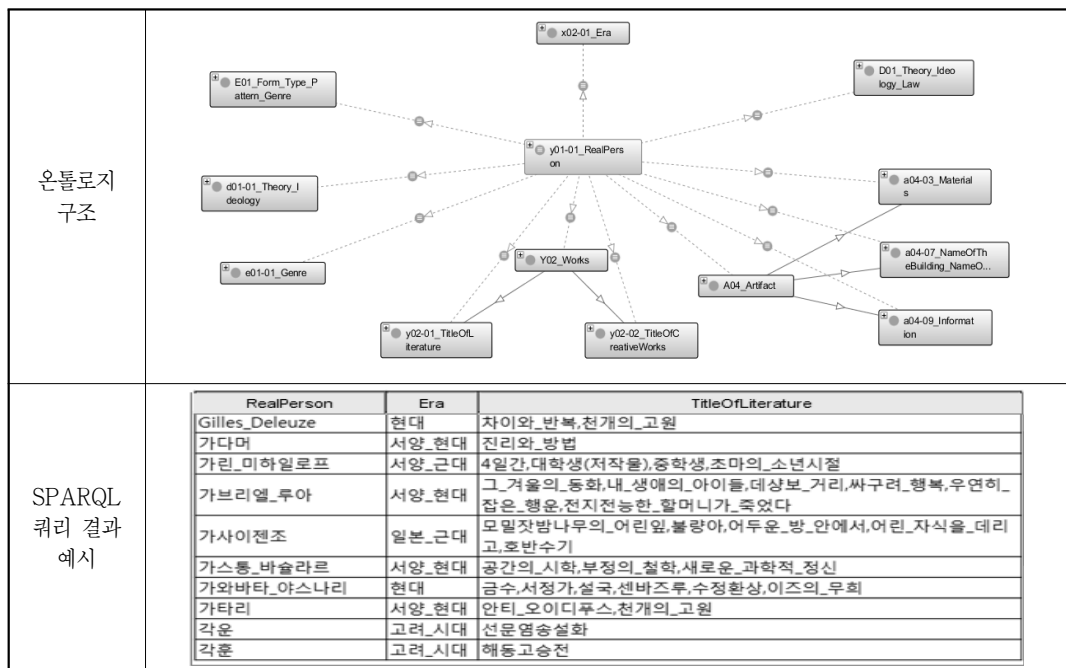 온톨로지
구조
x02-01_Era
E01_Form_Type_P
attern_Genre
D01_Theory_Ideo
logy_Law
y01-01_RealPers
on
d01-01_Theory_I
deology
a04-03_Material
s
e01-01_Genre
Y02_Works
a04-07_NameOfTh
eBuilding_NameO...
A04_Artifact
y02-01_TitleOfL
iterature
y02-02_TitleOfC
reativeWorks
a04-09_Informat
ion
SPARQL
쿼리 결과
예시
RealPerson Era TitleOfLiterature
Gilles_Deleuze 현대 차이와_반복,천개의_고원
가다머 서양_현대 진리와_방법
가린_미하일로프 서양_근대 4일간,대학생(저작물),중학생,조마의_소년시절
가브리엘_루아 서양_현대 그_겨울의_동화,내_생애의_아이들,데샹보_거리,싸구려_행복,우연히_
잡은_행운,전지전능한_할머니가_죽었다
가사이젠조 일본_근대 모밀잣밤나무의_어린잎,불량아,어두운_방_안에서,어린_자식을_데리
고,호반수기
가스통_바슐라르 서양_현대 공간의_시학,부정의_철학,새로운_과학적_정신
가와바타_야스나리 현대 금수,서정가,설국,센바즈루,수정환상,이즈의_무희
가타리 서양_현대 안티_오이디푸스,천개의_고원
각운 고려_시대 선문염송설화
각훈 고려_시대 해동고승전